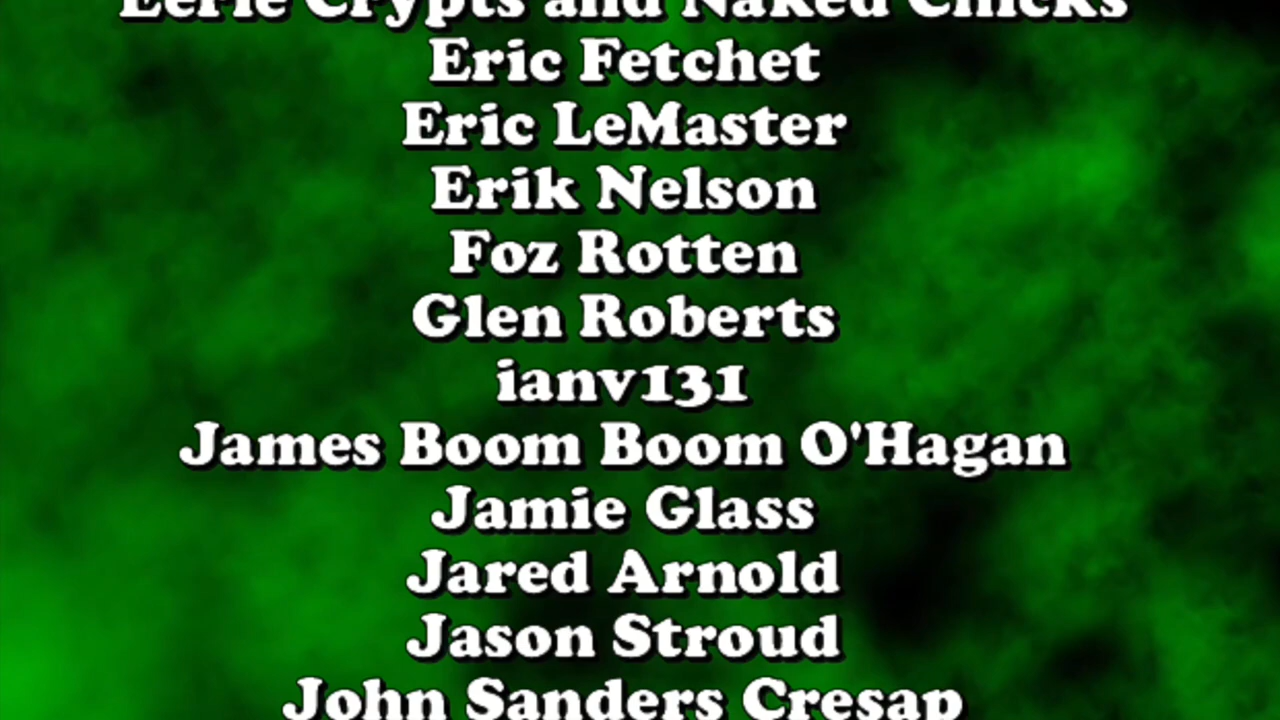 Eerie Crypts and Naked Chicks
Eric Fetchet
Eric LeMaster
Erik Nelson
Foz Rotten
Glen Roberts
ianv131
James Boom Boom O'Hagan
Jamie Glass
Jared Arnold
Jason Stroud
John Sanders Cresap